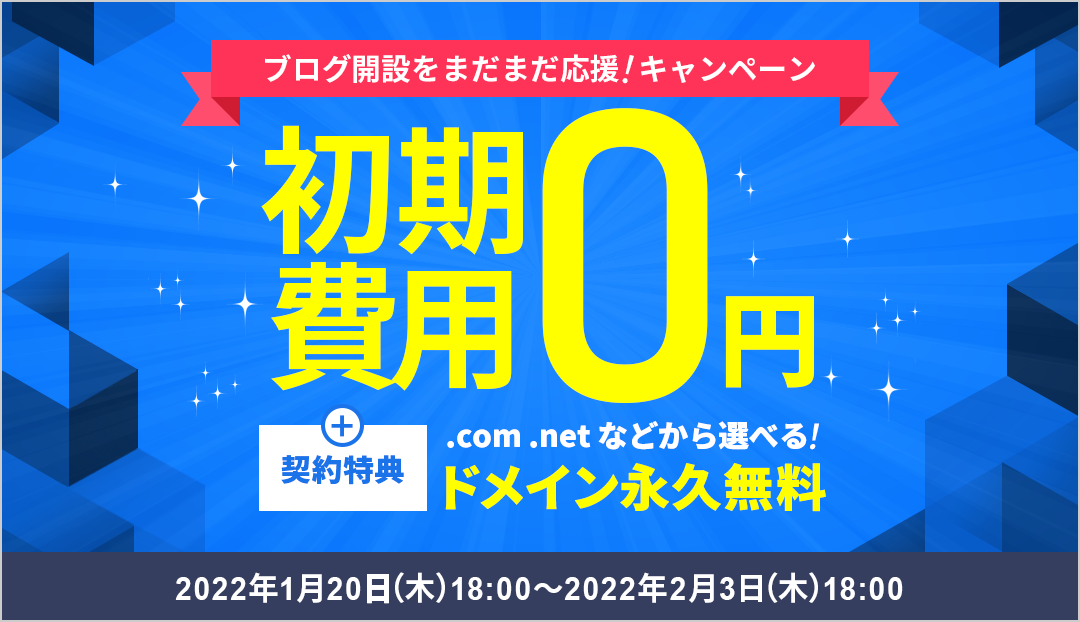 ブログ開設をまだまだ応援!キャンペーン
初期
費用
0円
+
契約特典
.com .net などから選べる!
ドメイン永久無料
2022年1月20日(木)18:00～2022年2月3日(木)18:00